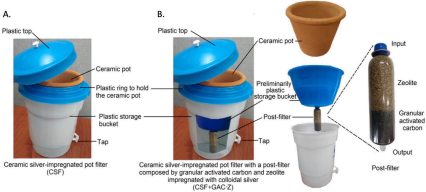 A.
Plastic top
Ceramic pot
Plastic ring to hold
the ceramic pot
Plastic storage
bucket
Tap
Ceramic silver-impregnated pot filter
(CSF)
B.
Plastic top
Ceramic pot
Preliminarily
plastic
storage bucket
Post-filter
Tap
Ceramic silver-impregnated pot filter with a post-filter
composed by granular activated carbon and zeolite
impregnated with colloidal silver
(CSF+GAC-Z)
Input
Zeolite
Granular
activated
carbon
Output
Post-filter